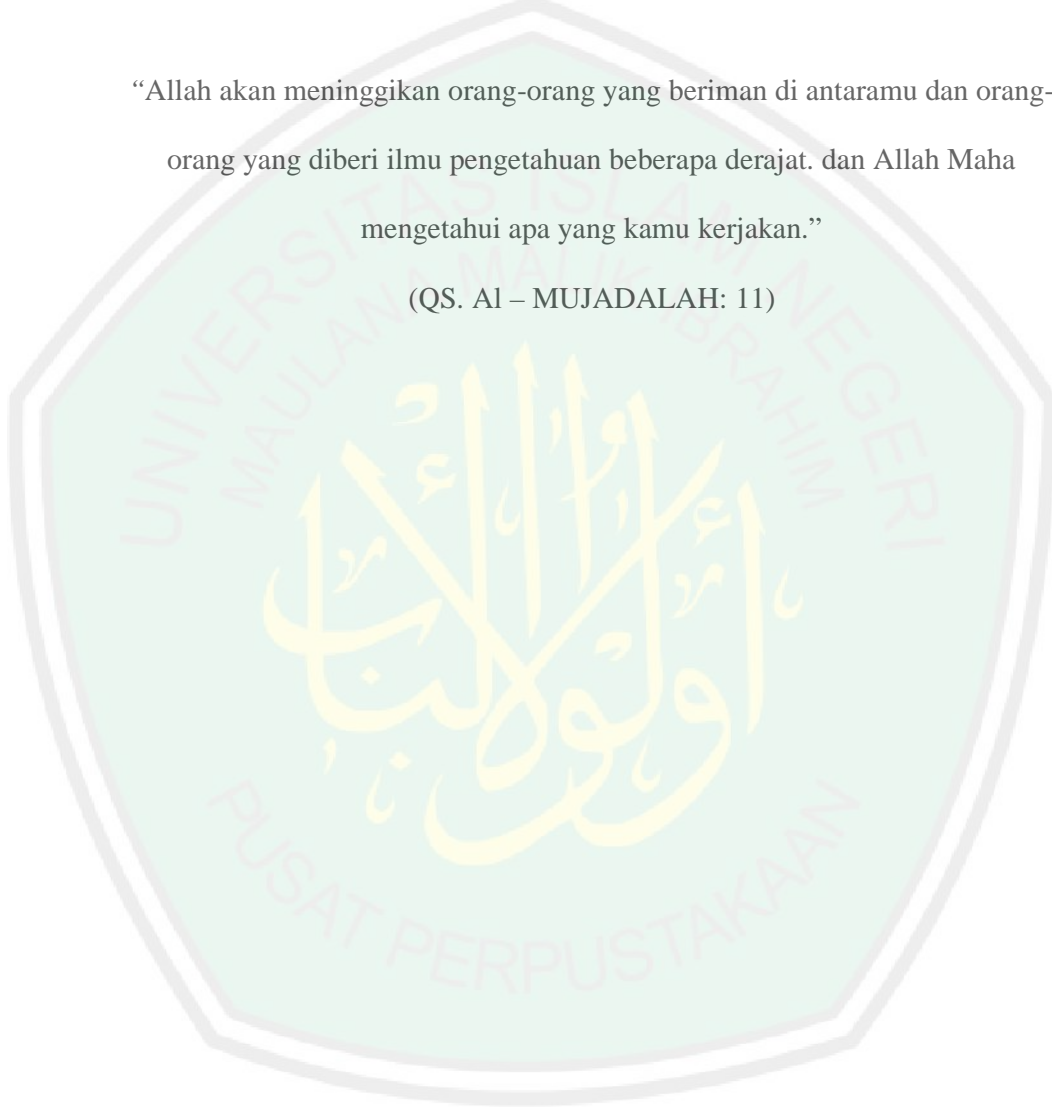 “Allah akan meninggikan orang-orang yang beriman di antaramu dan orang-
orang yang diberi ilmu pengetahuan beberapa derajat. dan Allah Maha
mengetahui apa yang kamu kerjakan.”
(QS. Al – MUJADALAH: 11)
UNIVERSITAS ISLAM NEGERI
MAULANA MALIK IBRAHIM
أولوا الألباب
PUSAT PERPUSTAKAAN